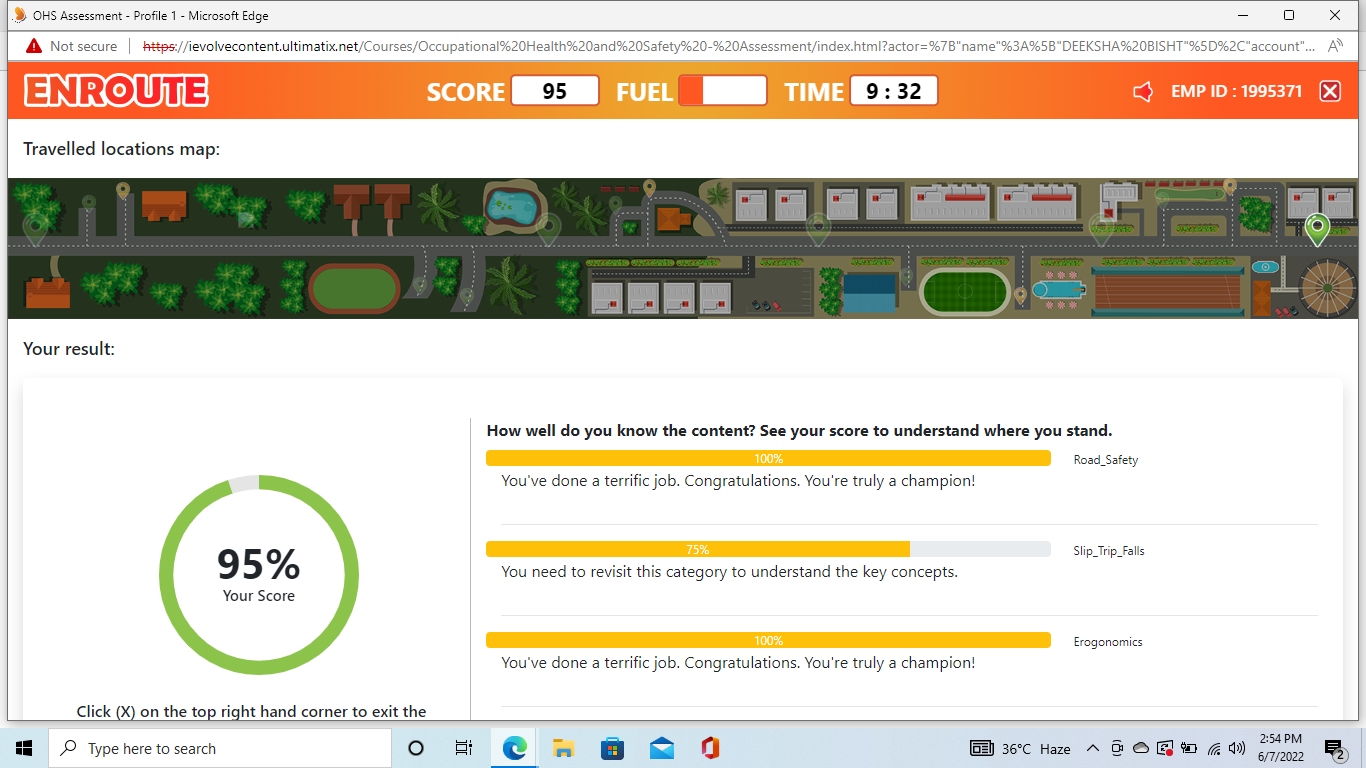 OHS Assessment - Profile 1 - Microsoft Edge
Not secure https://ievolvecontent.ultimatix.net/Courses/Occupational%20Health%20and%20Safety%20-%20Assessment/index.html?actor=%7B"name"%3A%5B"DEEKSHA%20BISHT"%5D%2C"account"...
ENROUTE SCORE 95 FUEL TIME 9 : 32 EMP ID : 1995371
Travelled locations map:
Your result:
How well do you know the content? See your score to understand where you stand.
100% Road_Safety
You've done a terrific job. Congratulations. You're truly a champion!
75% Slip_Trip_Falls
You need to revisit this category to understand the key concepts.
100% Erogonomics
You've done a terrific job. Congratulations. You're truly a champion!
95%
Your Score
Click (X) on the top right hand corner to exit the
Type here to search 36°C Haze 2:54 PM
6/7/2022 2